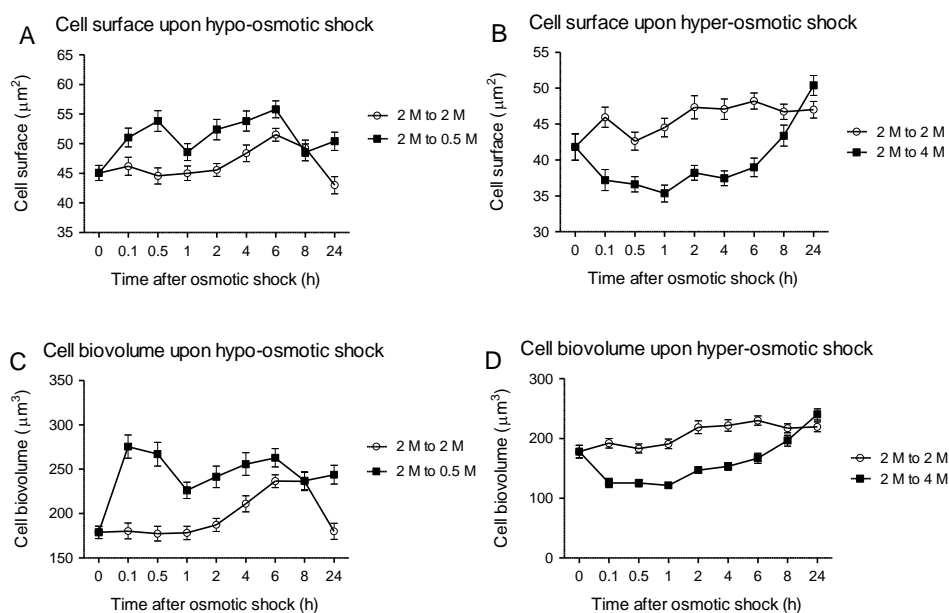 A Cell surface upon hypo-osmotic shock
Cell surface (μm²)
65
60
55
50
45
40
35
0 0.1 0.5 1 2 4 6 8 24
Time after osmotic shock (h)
2 M to 2 M
2 M to 0.5 M
B Cell surface upon hyper-osmotic shock
Cell surface (μm²)
55
50
45
40
35
30
0 0.1 0.5 1 2 4 6 8 24
Time after osmotic shock (h)
2 M to 2 M
2 M to 4 M
C Cell biovolume upon hypo-osmotic shock
Cell biovolume (μm³)
350
300
250
200
150
0 0.1 0.5 1 2 4 6 8 24
Time after osmotic shock (h)
2 M to 2 M
2 M to 0.5 M
D Cell biovolume upon hyper-osmotic shock
Cell biovolume (μm³)
300
200
100
0
0 0.1 0.5 1 2 4 6 8 24
Time after osmotic shock (h)
2 M to 2 M
2 M to 4 M